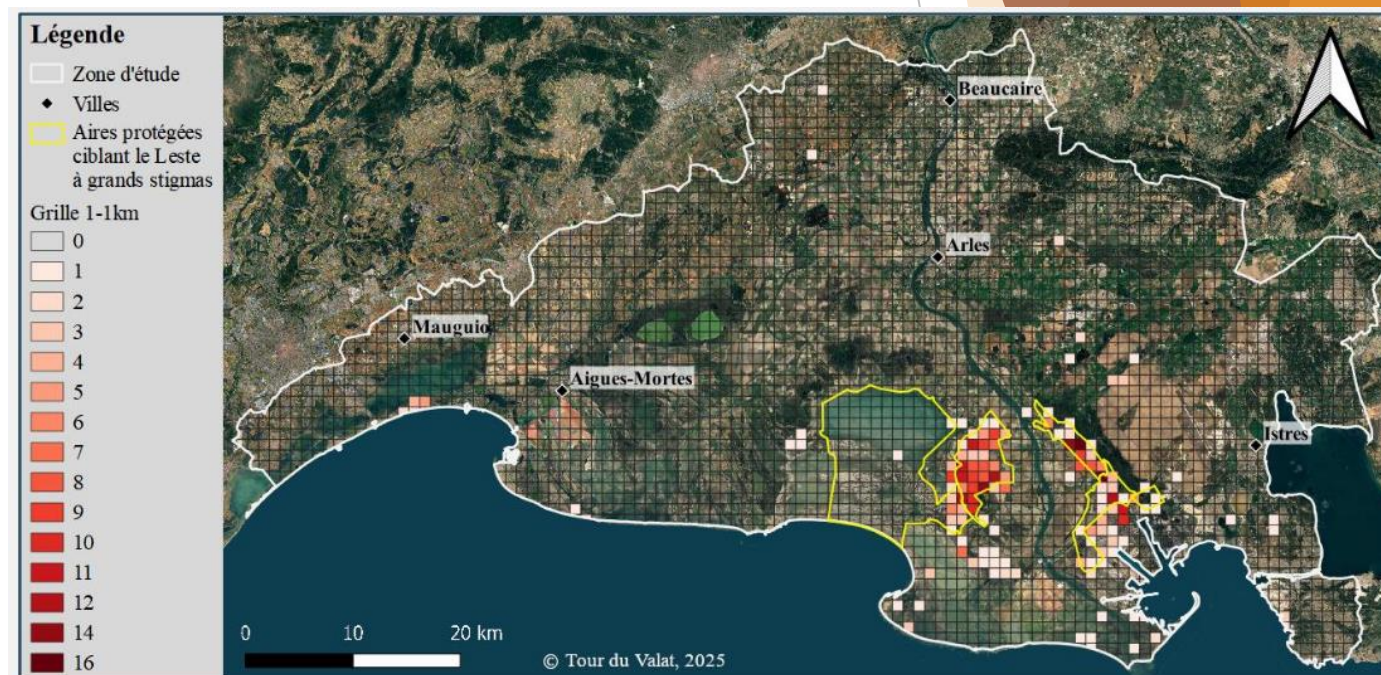 Légende
Zone d'étude
Villes
Aires protégées
ciblant le Leste
à grands stigmas
Grille 1-1km
0
1
2
3
4
5
6
7
8
9
10
11
12
14
16
Beaucaire
Arles
Mauguio
Aigues-Mortes
Istres
0 10 20 km
© Tour du Valat, 2025